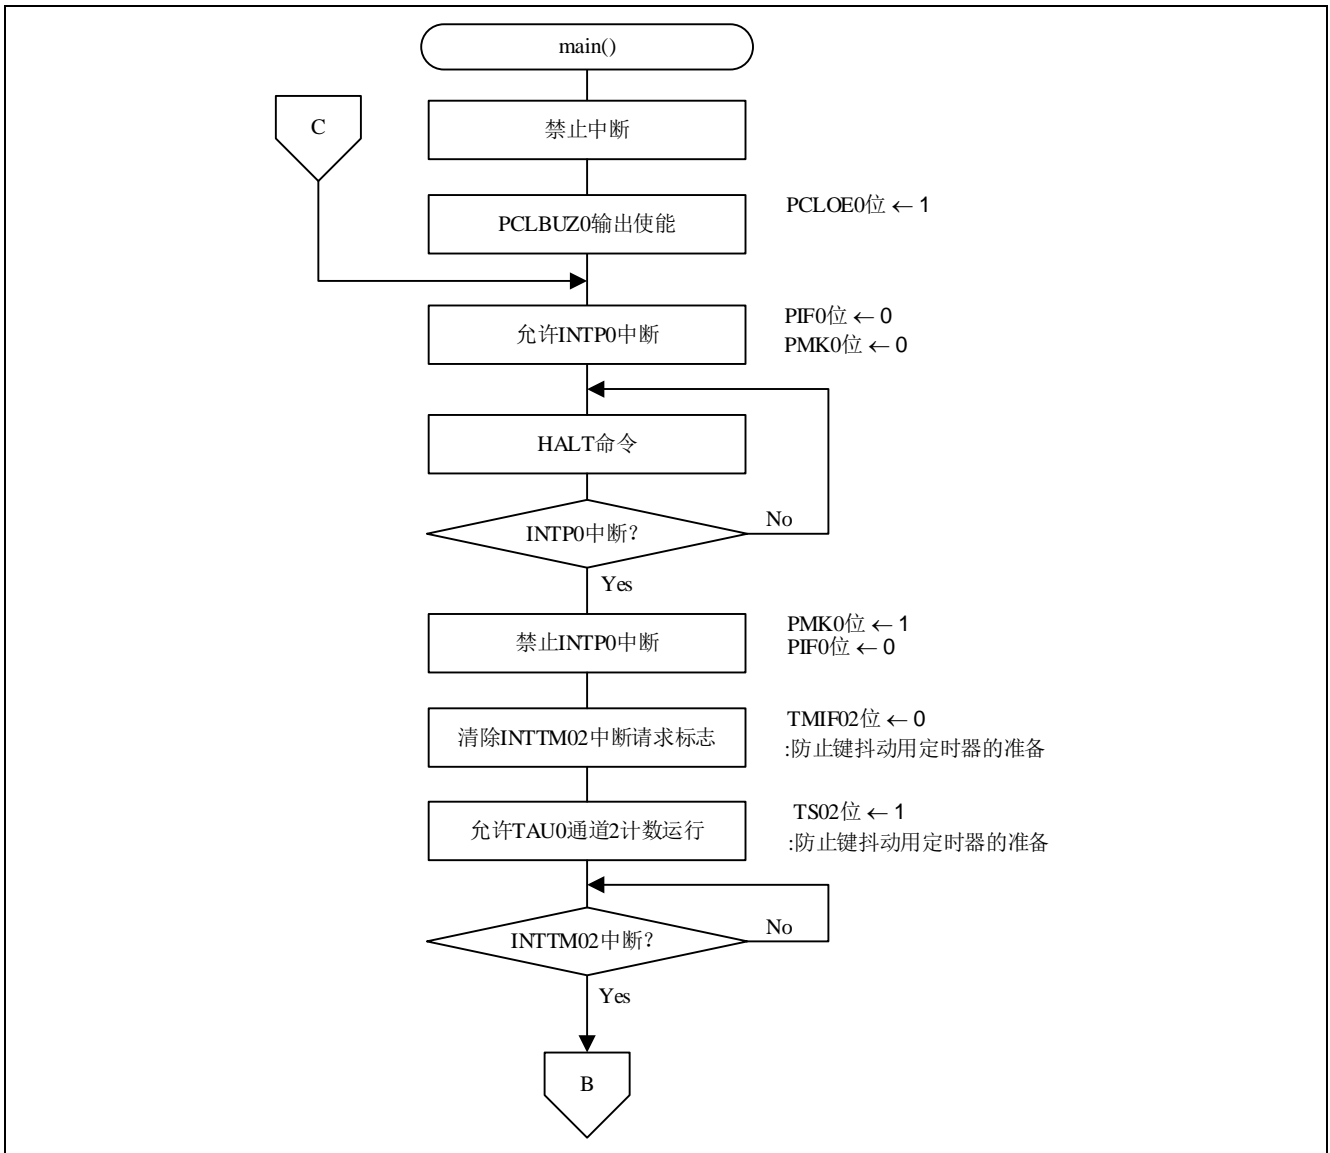 main()
C
禁止中断
PCLBUZ0输出使能
PCLOE0位 ← 1
允许INTP0中断
PIF0位 ← 0
PMK0位 ← 0
HALT命令
INTP0中断?
No
Yes
禁止INTP0中断
PMK0位 ← 1
PIF0位 ← 0
清除INTTM02中断请求标志
TMIF02位 ← 0
:防止键抖动用定时器的准备
允许TAU0通道2计数运行
TS02位 ← 1
:防止键抖动用定时器的准备
INTTM02中断?
No
Yes
B